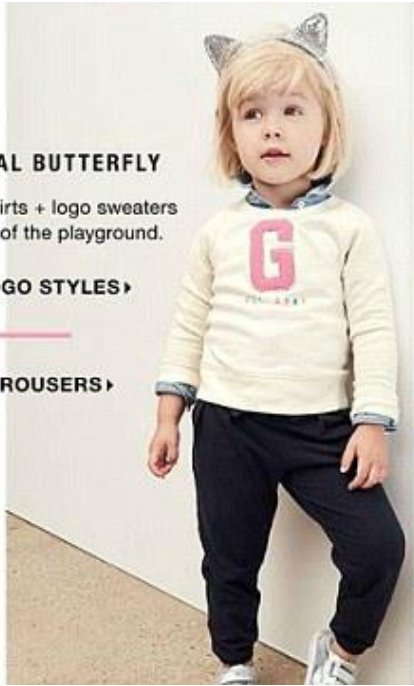 AL BUTTERFLY
irts + logo sweaters
of the playground.
GO STYLES
ROUSERS
G